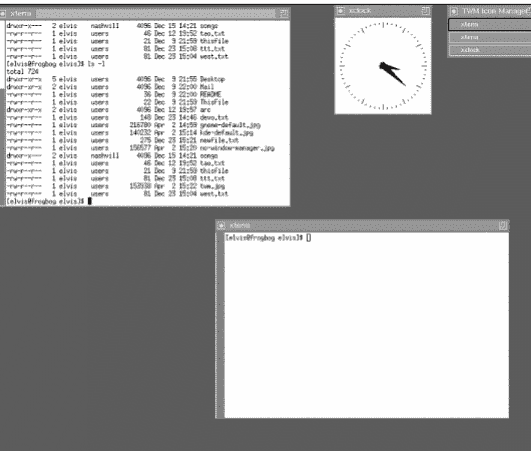 xterm
drwxr-x--- 2 elvis nashvill 4096 Dec 15 14:21 songs
-rw-r--r-- 1 elvis users 46 Dec 12 19:52 tao.txt
-rw-r--r-- 1 elvis users 21 Dec 9 21:59 thisfile
-rw-r--r-- 1 elvis users 81 Dec 23 15:08 ttt.txt
-rw-r--r-- 1 elvis users 81 Dec 23 15:04 west.txt
[elvis@frogbog elvis]$ ls -l
total 724
drwxr-xr-x 5 elvis users 4096 Dec 9 21:55 Desktop
drwxr-xr-x 2 elvis users 4096 Dec 9 22:00 Mail
-rw-r--r-- 1 elvis users 36 Dec 9 22:00 README
-rw-r--r-- 1 elvis users 22 Dec 9 21:59 ThisFile
drwxr-xr-x 2 elvis users 4096 Dec 12 19:57 arc
-rw-r--r-- 1 elvis users 148 Dec 23 14:46 devo.txt
-rw-r--r-- 1 elvis users 216780 Apr 2 14:59 gnome-default.jpg
-rw-r--r-- 1 elvis users 140232 Apr 2 15:14 kde-default.jpg
-rw-r--r-- 1 elvis users 275 Dec 23 15:21 newfile.txt
-rw-r--r-- 1 elvis users 156577 Apr 2 15:20 no-window-manager.jpg
drwxr-x--- 2 elvis nashvill 4096 Dec 15 14:21 songs
-rw-r--r-- 1 elvis users 46 Dec 12 19:52 tao.txt
-rw-r--r-- 1 elvis users 21 Dec 9 21:59 thisfile
-rw-r--r-- 1 elvis users 81 Dec 23 15:08 ttt.txt
-rw-r--r-- 1 elvis users 153938 Apr 2 15:22 twm.jpg
-rw-r--r-- 1 elvis users 81 Dec 23 15:04 west.txt
[elvis@frogbog elvis]$
xclock
TWM Icon Manager
xterm
xterm
xclock
xterm
[elvis@frogbog elvis]$